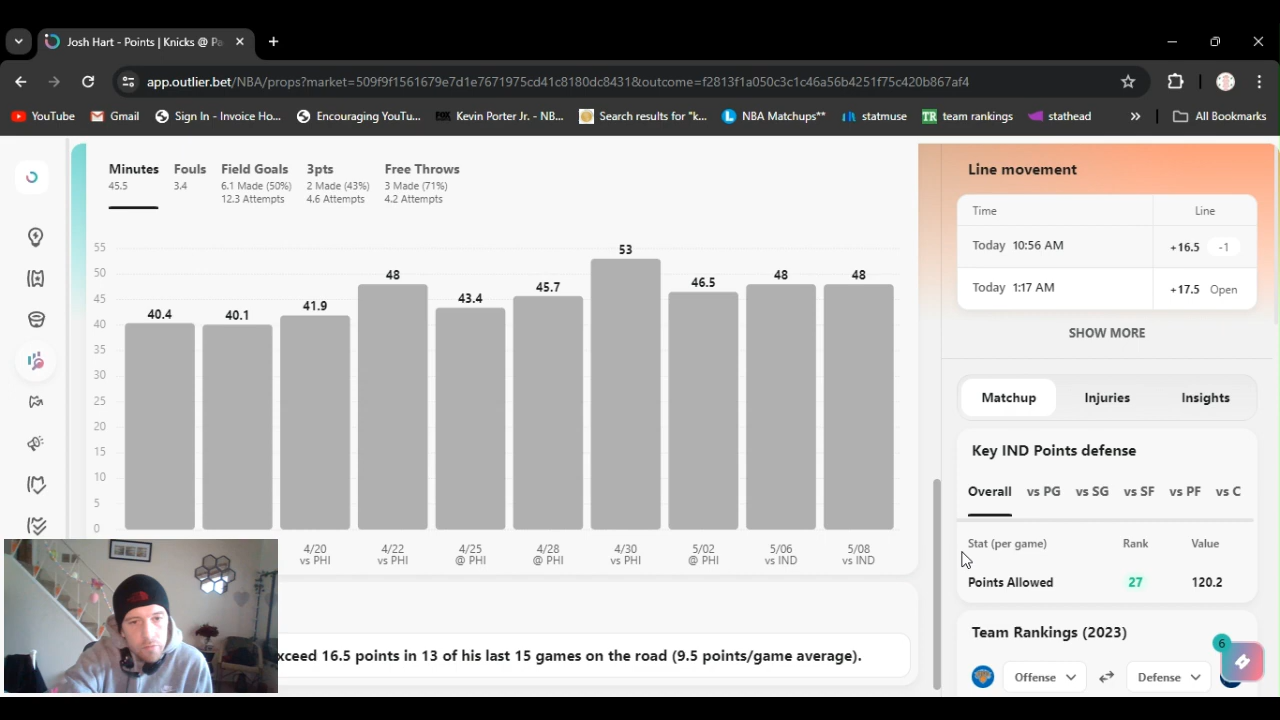 Josh Hart - Points | Knicks @ Pa
app.outlier.bet/NBA/props?market=509f9f1561679e7d1e7671975cd41c8180dc8431&outcome=f2813f1a050c3c1c46a56b4251f75c420b867af4
YouTube Gmail Sign In - Invoice Ho... Encouraging YouTu... FOX Kevin Porter Jr. - NB... Search results for "k... NBA Matchups** statmuse TR team rankings stathead » All Bookmarks
Minutes Fouls Field Goals 3pts Free Throws
45.5 3.4 6.1 Made (50%) 2 Made (43%) 3 Made (71%)
12.3 Attempts 4.6 Attempts 4.2 Attempts
55
50
45
40
35
30
25
20
15
10
5
0
40.4 40.1 41.9 48 43.4 45.7 53 46.5 48 48
4/20 4/22 4/25 4/28 4/30 5/02 5/06 5/08
vs PHI vs PHI @ PHI @ PHI vs PHI @ PHI vs IND vs IND
xceed 16.5 points in 13 of his last 15 games on the road (9.5 points/game average).
Line movement
Time Line
Today 10:56 AM +16.5 -1
Today 1:17 AM +17.5 Open
SHOW MORE
Matchup Injuries Insights
Key IND Points defense
Overall vs PG vs SG vs SF vs PF vs C
Stat (per game) Rank Value
Points Allowed 27 120.2
Team Rankings (2023)
6
Offense Defense